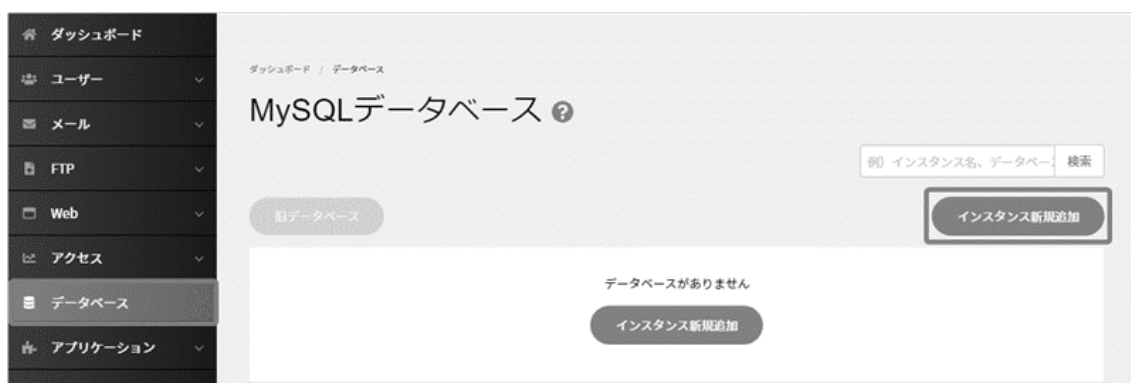 ダッシュボード
ユーザー
メール
FTP
Web
アクセス
データベース
アプリケーション
ダッシュボード / データベース
MySQLデータベース ?
例）インスタンス名、データベー
検索
旧データベース
インスタンス新規追加
データベースがありません
インスタンス新規追加